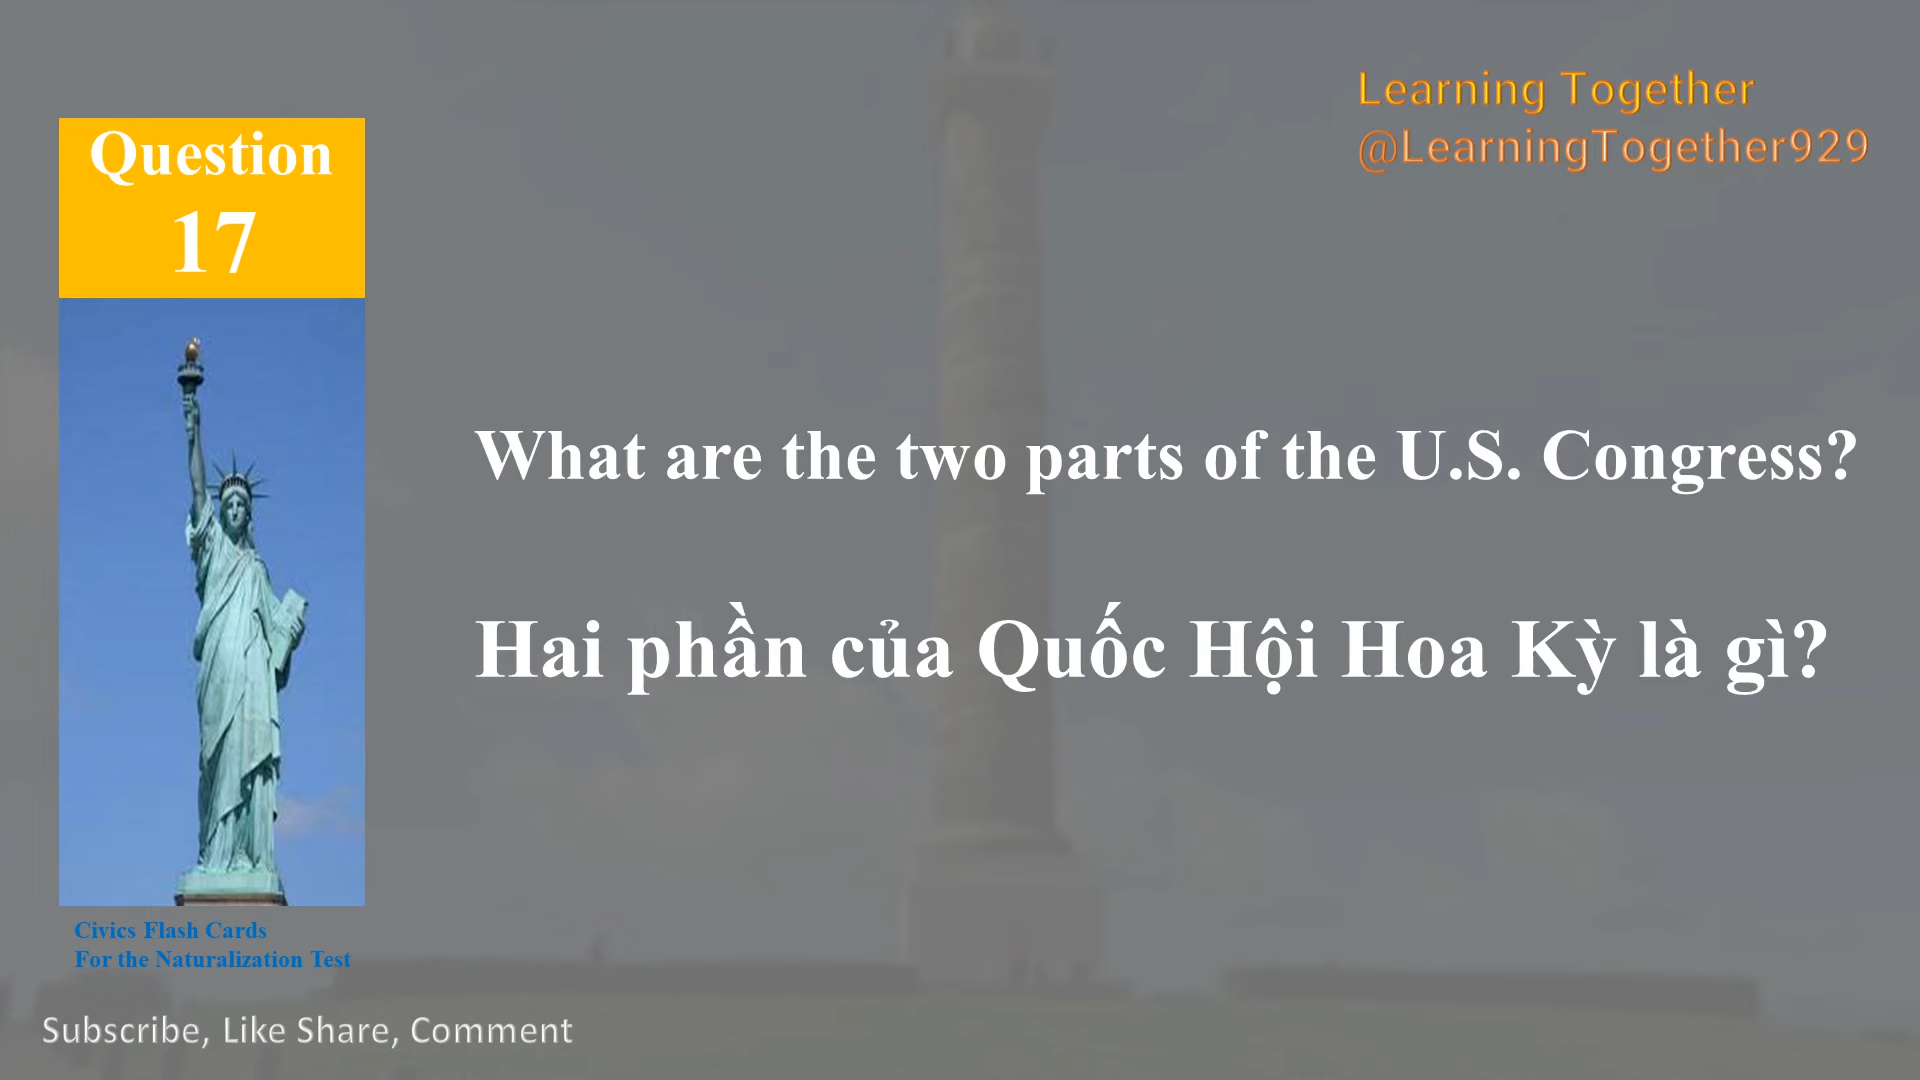 Learning Together
@LearningTogether929
Question
17
What are the two parts of the U.S. Congress?
Hai phần của Quốc Hội Hoa Kỳ là gì?
Civics Flash Cards
For the Naturalization Test
Subscribe, Like Share, Comment